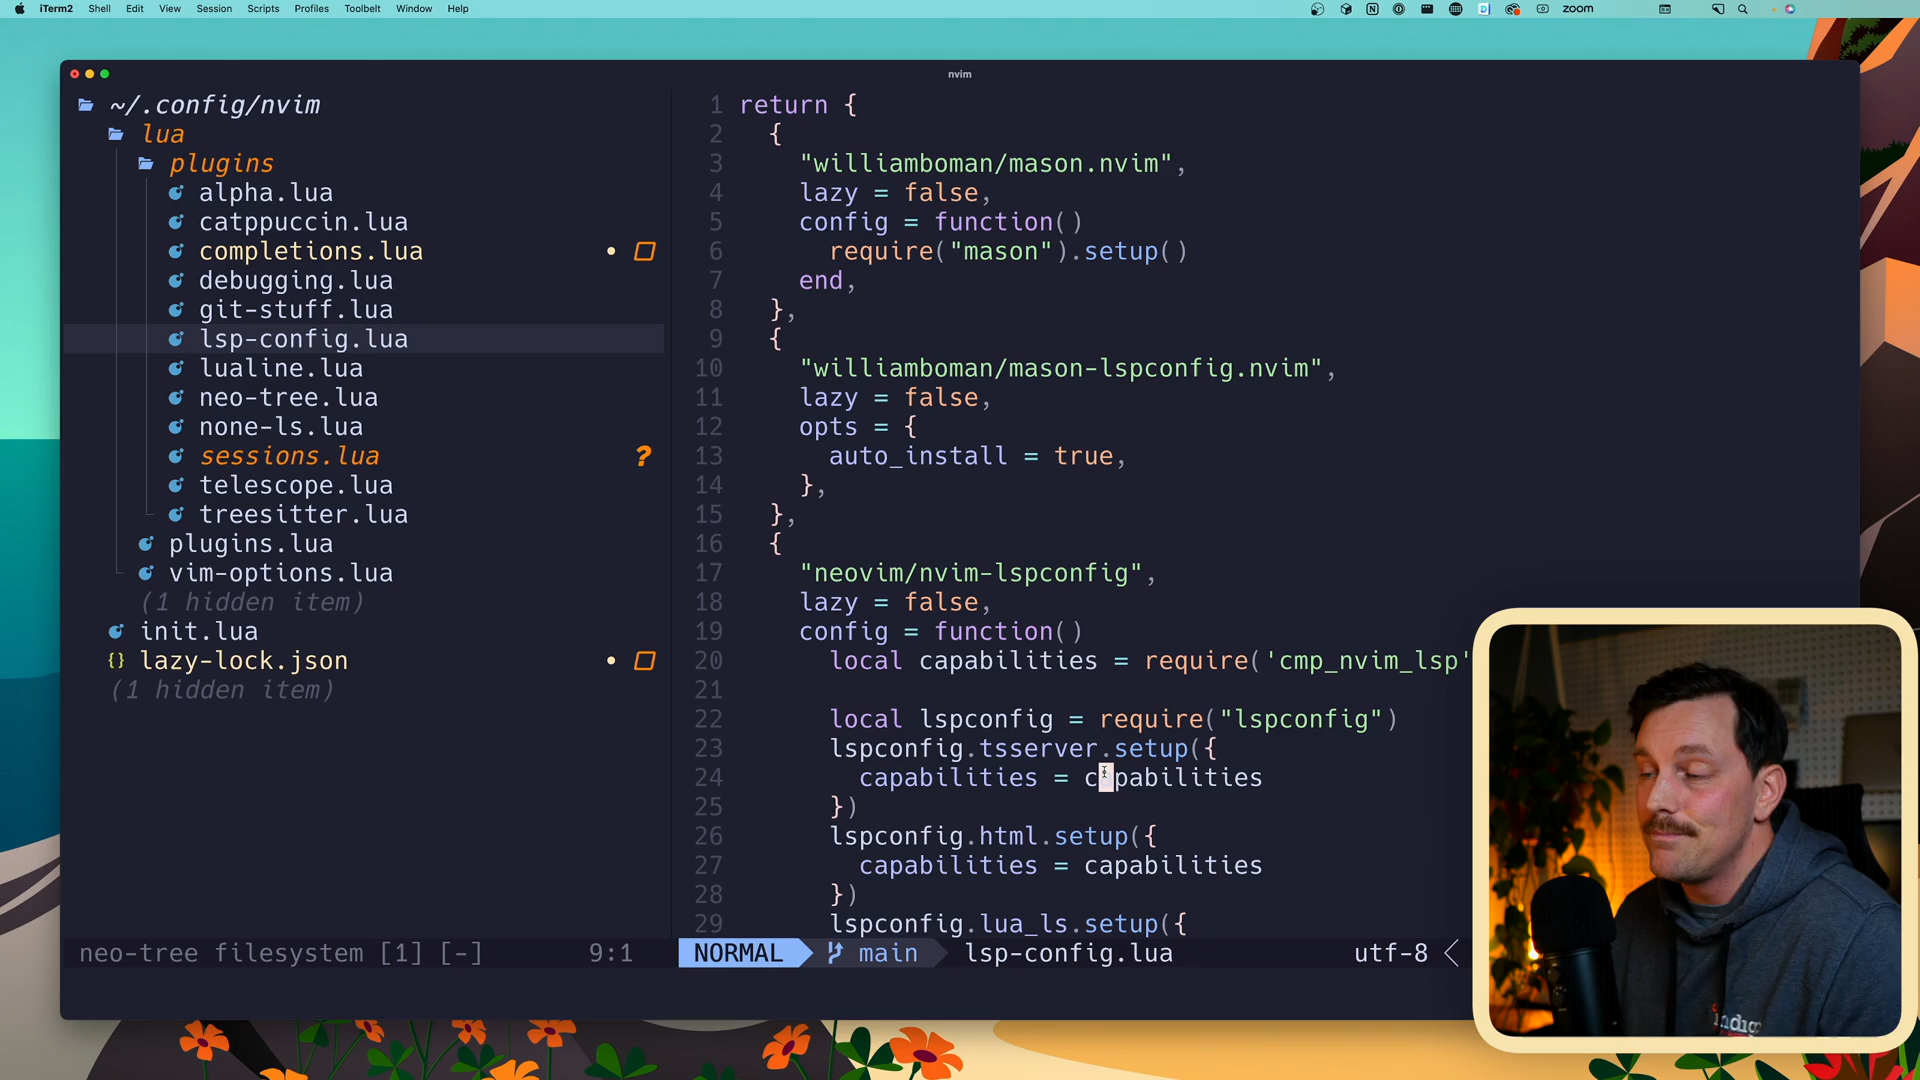 iTerm2 Shell Edit View Session Scripts Profiles Toolbelt Window Help zoom
nvim
~/.config/nvim
lua
plugins
alpha.lua
catppuccin.lua
completions.lua
debugging.lua
git-stuff.lua
lsp-config.lua
lualine.lua
neo-tree.lua
none-ls.lua
sessions.lua ?
telescope.lua
treesitter.lua
plugins.lua
vim-options.lua
(1 hidden item)
init.lua
{} lazy-lock.json
(1 hidden item)
neo-tree filesystem [1] [-] 9:1
1 return {
2 {
3 "williamboman/mason.nvim",
4 lazy = false,
5 config = function()
6 require("mason").setup()
7 end,
8 },
9 {
10 "williamboman/mason-lspconfig.nvim",
11 lazy = false,
12 opts = {
13 auto_install = true,
14 },
15 },
16 {
17 "neovim/nvim-lspconfig",
18 lazy = false,
19 config = function()
20 local capabilities = require('cmp_nvim_lsp'
21
22 local lspconfig = require("lspconfig")
23 lspconfig.tsserver.setup({
24 capabilities = capabilities
25 })
26 lspconfig.html.setup({
27 capabilities = capabilities
28 })
29 lspconfig.lua_ls.setup({
NORMAL main lsp-config.lua utf-8